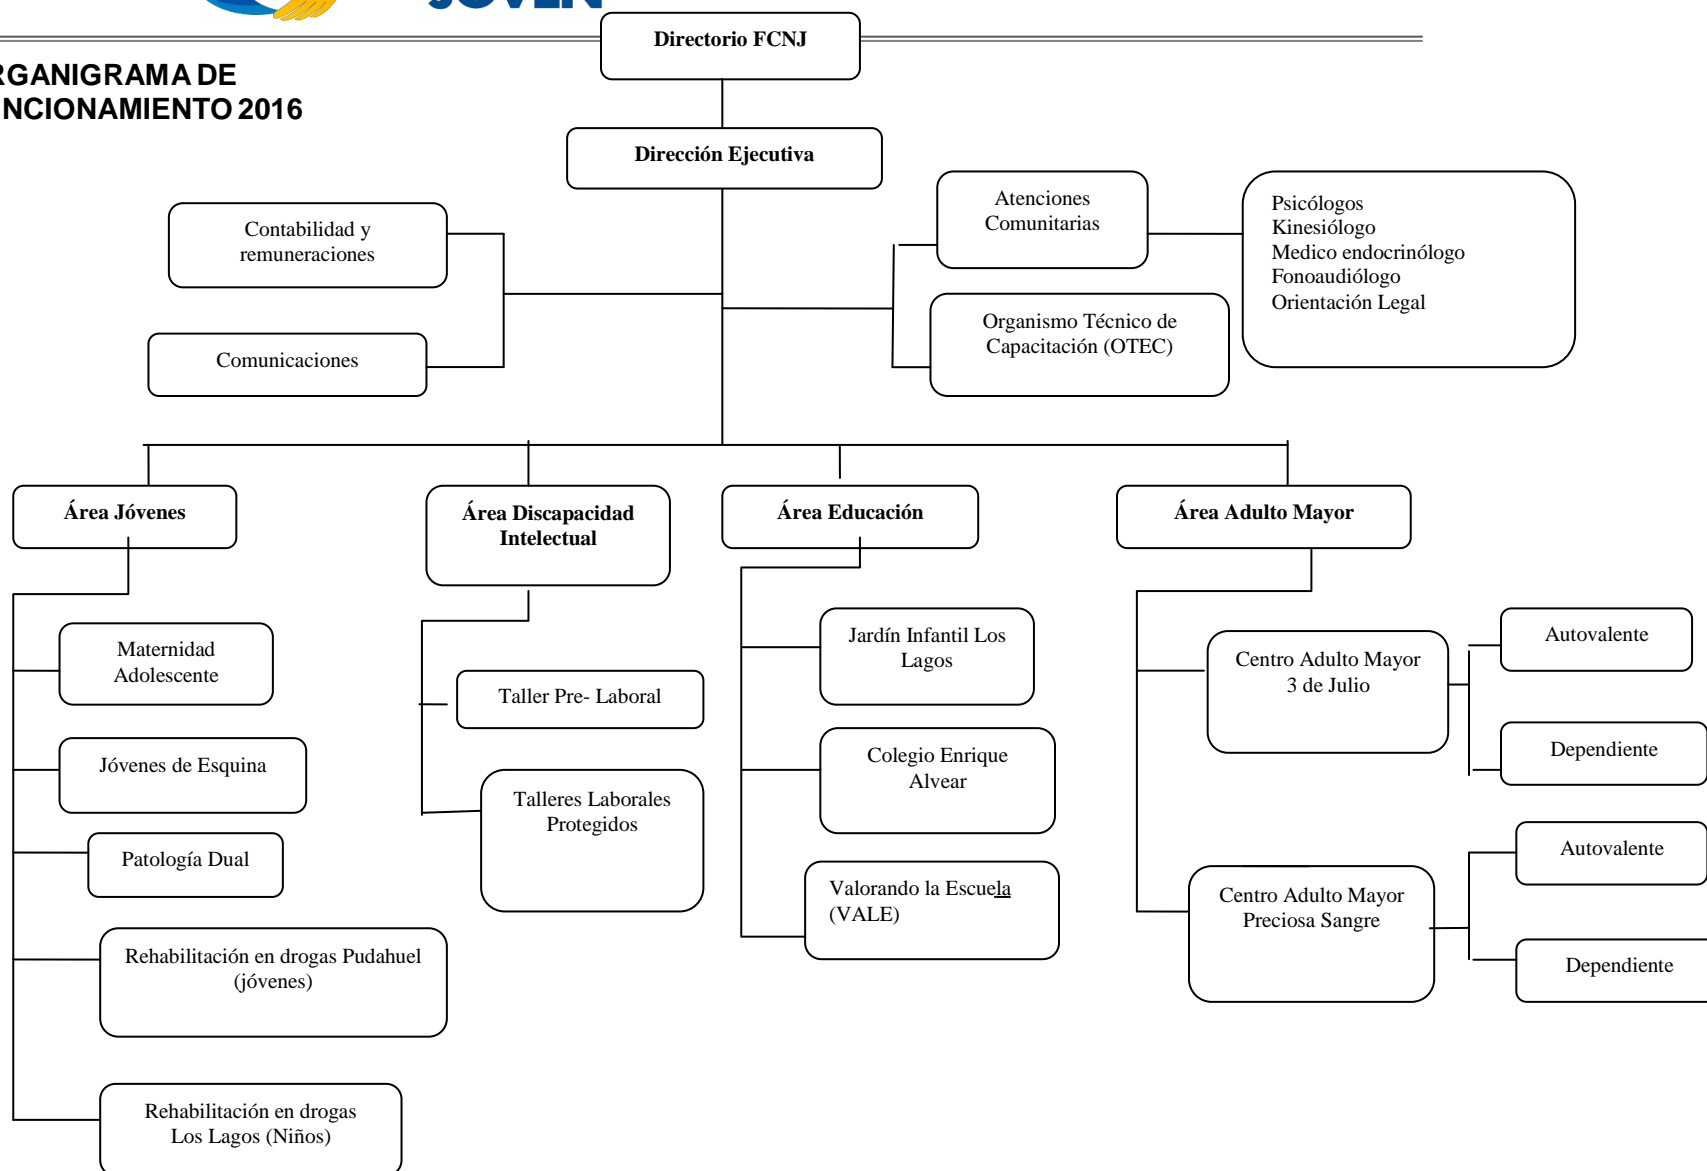 JOVEN
Directorio FCNJ
RGANIGRAMA DE
NCIONAMIENTO 2016
Dirección Ejecutiva
Contabilidad y
remuneraciones
Comunicaciones
Atenciones
Comunitarias
Psicólogos
Kinesiólogo
Medico endocrinólogo
Fonoaudiólogo
Orientación Legal
Organismo Técnico de
Capacitación (OTEC)
Área Jóvenes
Área Discapacidad
Intelectual
Área Educación
Área Adulto Mayor
Maternidad
Adolescente
Jóvenes de Esquina
Patología Dual
Rehabilitación en drogas Pudahuel
(jóvenes)
Rehabilitación en drogas
Los Lagos (Niños)
Taller Pre- Laboral
Talleres Laborales
Protegidos
Jardín Infantil Los
Lagos
Colegio Enrique
Alvear
Valorando la Escuela
(VALE)
Centro Adulto Mayor
3 de Julio
Autovalente
Dependiente
Centro Adulto Mayor
Preciosa Sangre
Autovalente
Dependiente